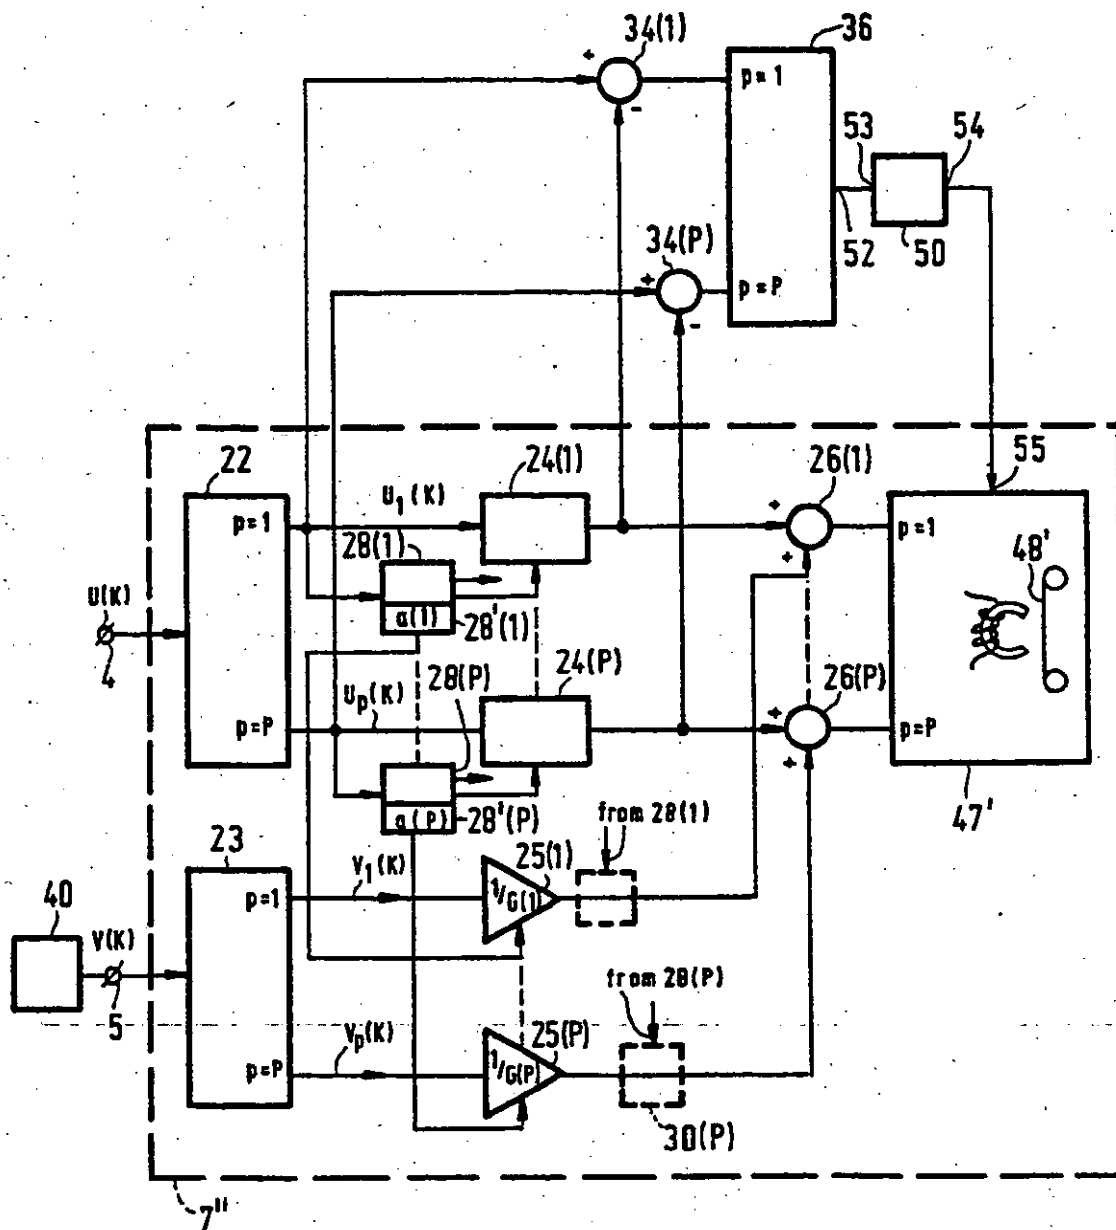 34(1)
36
+
p=1
-
53
54
34(P)
52
50
+
p=P
-
22
24(1)
26(1)
55
p=1
U₁(K)
+
p=1
28(1)
+
48'
U(K)
a(1)
28'(1)
4
24(P)
28(P)
26(P)
Up(K)
+
p=P
p=P
+
a(P)
28'(P)
from 28(1)
47'
23
V₁(K)
25(1)
40
p=1
1/G(1)
V(K)
from 28(P)
5
Vp(K)
25(P)
p=P
1/G(P)
30(P)
7"